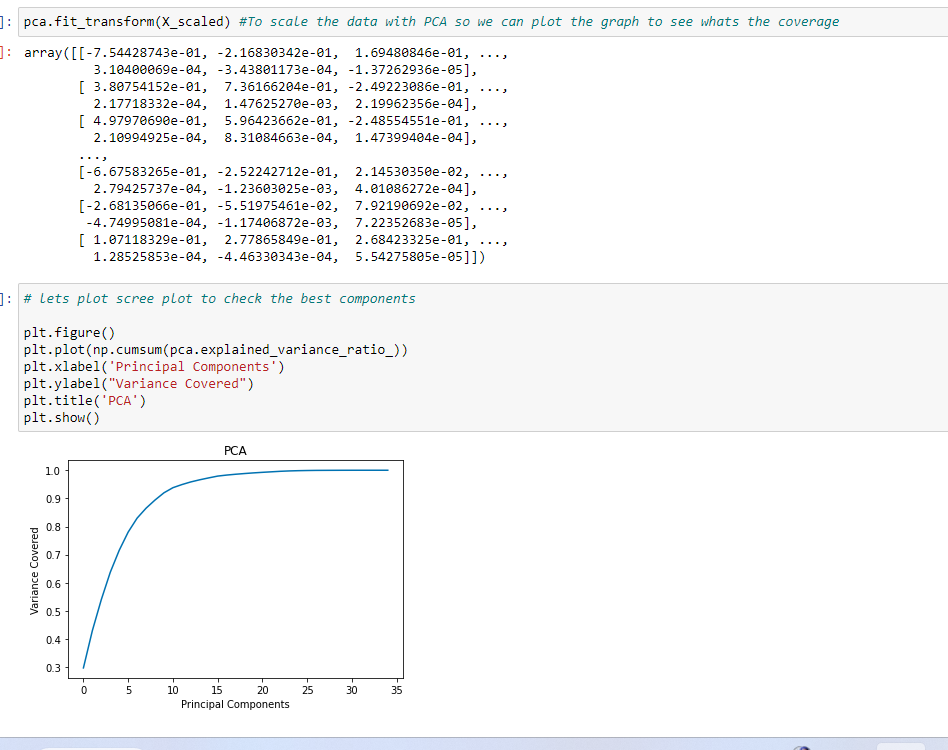 ]: pca.fit_transform(X_scaled) #To scale the data with PCA so we can plot the graph to see whats the coverage
]: array([[-7.54428743e-01, -2.16830342e-01, 1.69480846e-01, ...,
3.10400069e-04, -3.43801173e-04, -1.37262936e-05],
[ 3.80754152e-01, 7.36166204e-01, -2.49223086e-01, ...,
2.17718332e-04, 1.47625270e-03, 2.19962356e-04],
[ 4.97970690e-01, 5.96423662e-01, -2.48554551e-01, ...,
2.10994925e-04, 8.31084663e-04, 1.47399404e-04],
...,
[-6.67583265e-01, -2.52242712e-01, 2.14530350e-02, ...,
2.79425737e-04, -1.23603025e-03, 4.01086272e-04],
[-2.68135066e-01, -5.51975461e-02, 7.92190692e-02, ...,
-4.74995081e-04, -1.17406872e-03, 7.22352683e-05],
[ 1.07118329e-01, 2.77865849e-01, 2.68423325e-01, ...,
1.28525853e-04, -4.46330343e-04, 5.54275805e-05]])
]: # lets plot scree plot to check the best components
plt.figure()
plt.plot(np.cumsum(pca.explained_variance_ratio_))
plt.xlabel('Principal Components')
plt.ylabel("Variance Covered")
plt.title('PCA')
plt.show()
PCA
Variance Covered
1.0
0.9
0.8
0.7
0.6
0.5
0.4
0.3
0 5 10 15 20 25 30 35
Principal Components